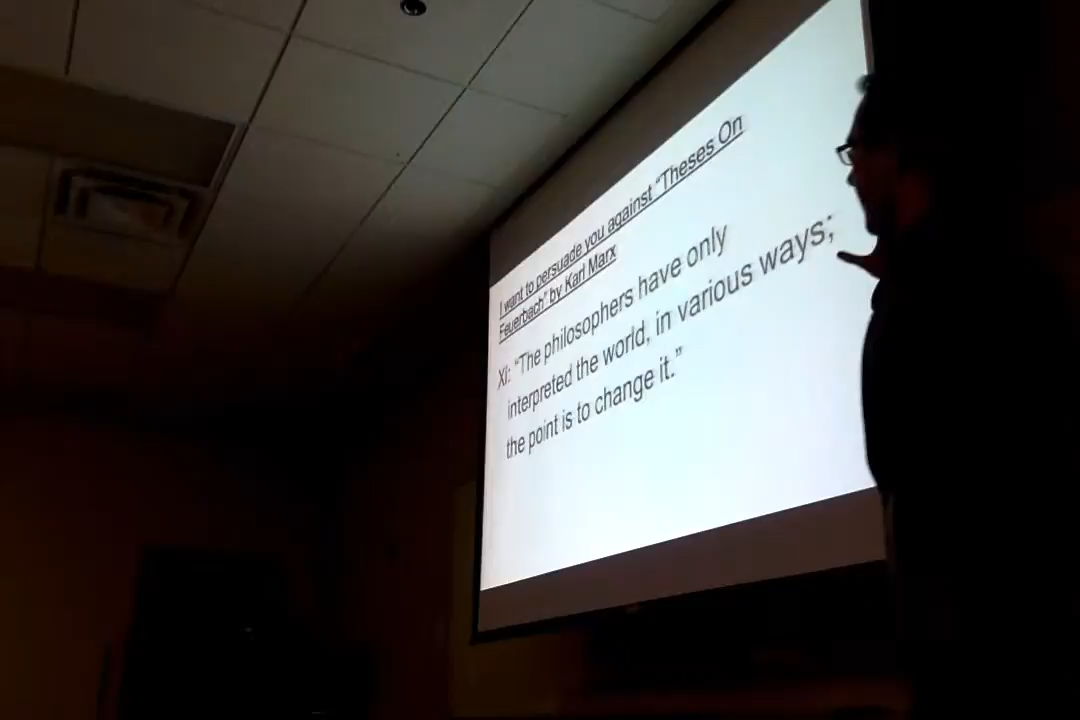 I want to persuade you against "Theses On
Feuerbach" by Karl Marx
XI: "The philosophers have only
interpreted the world, in various ways;
the point is to change it."